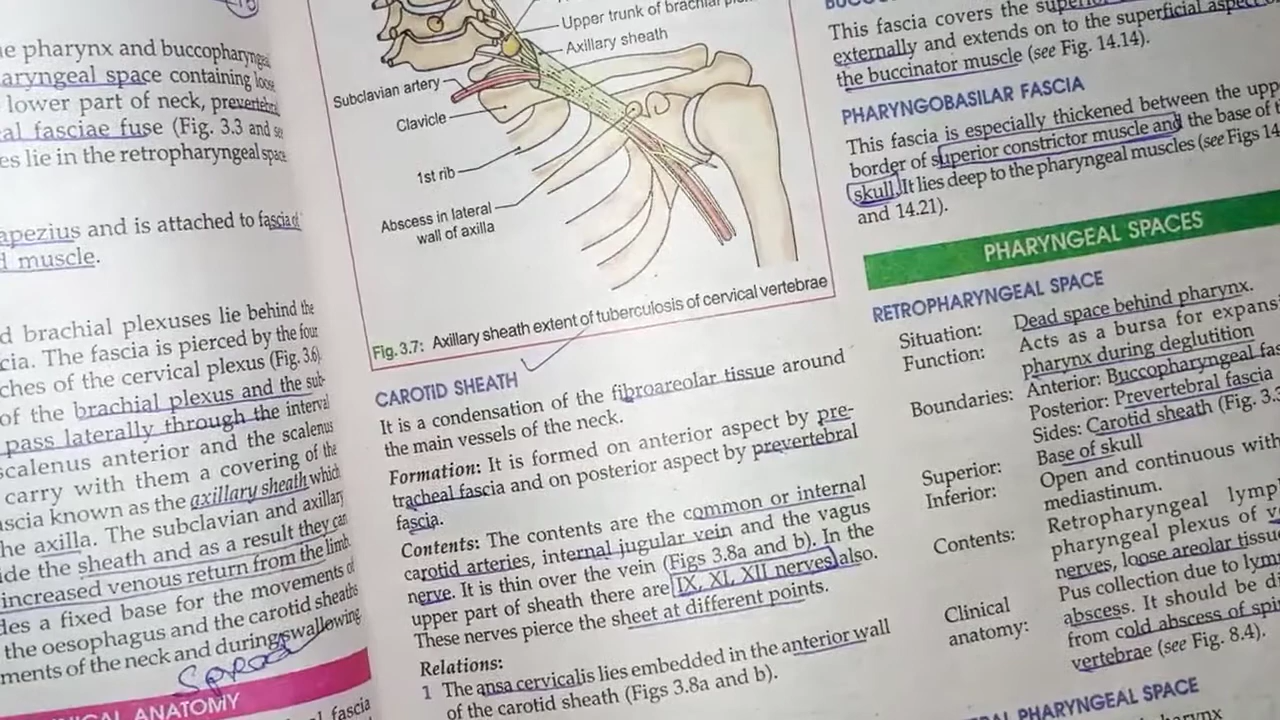 he pharynx and buccopharyngeal
aryngeal space containing loose
lower part of neck, prevertebral
al fasciae fuse (Fig. 3.3 and see
es lie in the retropharyngeal space.
apezius and is attached to fascia of
d muscle.
d brachial plexuses lie behind the
cia. The fascia is pierced by the four
ches of the cervical plexus (Fig. 3.6).
of the brachial plexus and the sub-
pass laterally through the interval
scalenus anterior and the scalenus
carry with them a covering of the
ascia known as the axillary sheath which
he axilla. The subclavian and axillary
ide the sheath and as a result they can
increased venous return from the limb.
des a fixed base for the movements of
the oesophagus and the carotid sheaths
ments of the neck and during swallowing.
NICAL ANATOMY
fascia
Upper trunk of brachial
Axillary sheath
Subclavian artery
Clavicle
1st rib
Abscess in lateral
wall of axilla
Fig. 3.7: Axillary sheath extent of tuberculosis of cervical vertebrae
CAROTID SHEATH
It is a condensation of the fibroareolar tissue around
the main vessels of the neck.
Formation: It is formed on anterior aspect by pre-
tracheal fascia and on posterior aspect by prevertebral
fascia.
Contents: The contents are the common or internal
carotid arteries, internal jugular vein and the vagus
nerve. It is thin over the vein (Figs 3.8a and b). In the
upper part of sheath there are IX, XI, XII nerves also.
These nerves pierce the sheet at different points.
Relations:
1 The ansa cervicalis lies embedded in the anterior wall
of the carotid sheath (Figs 3.8a and b).
This fascia covers the
externally and extends on to the superficial aspect
the buccinator muscle (see Fig. 14.14).
PHARYNGOBASILAR FASCIA
This fascia is especially thickened between the upp
border of superior constrictor muscle and the base of
skull. It lies deep to the pharyngeal muscles (see Figs 14.
and 14.21).
PHARYNGEAL SPACES
RETROPHARYNGEAL SPACE
Situation: Dead space behind pharynx.
Function: Acts as a bursa for expans
pharynx during deglutition
Boundaries: Anterior: Buccopharyngeal fas
Posterior: Prevertebral fascia
Sides: Carotid sheath (Fig. 3.
Superior: Base of skull
Inferior: Open and continuous with
mediastinum.
Contents: Retropharyngeal lymp
pharyngeal plexus of v
nerves, loose areolar tissue
Clinical Pus collection due to lym
anatomy: abscess. It should be di
from cold abscess of spi
vertebrae (see Fig. 8.4).
RAL PHARYNGEAL SPACE